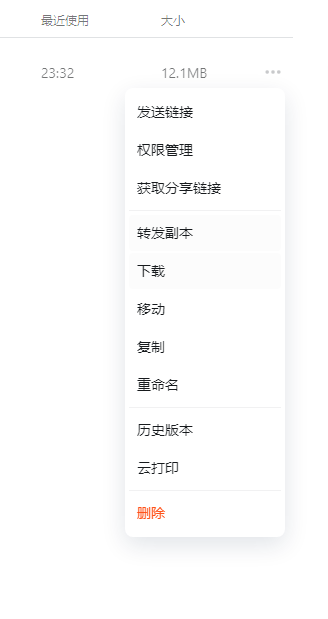 最近使用 大小
23:32 12.1MB
发送链接
权限管理
获取分享链接
转发副本
下载
移动
复制
重命名
历史版本
云打印
删除